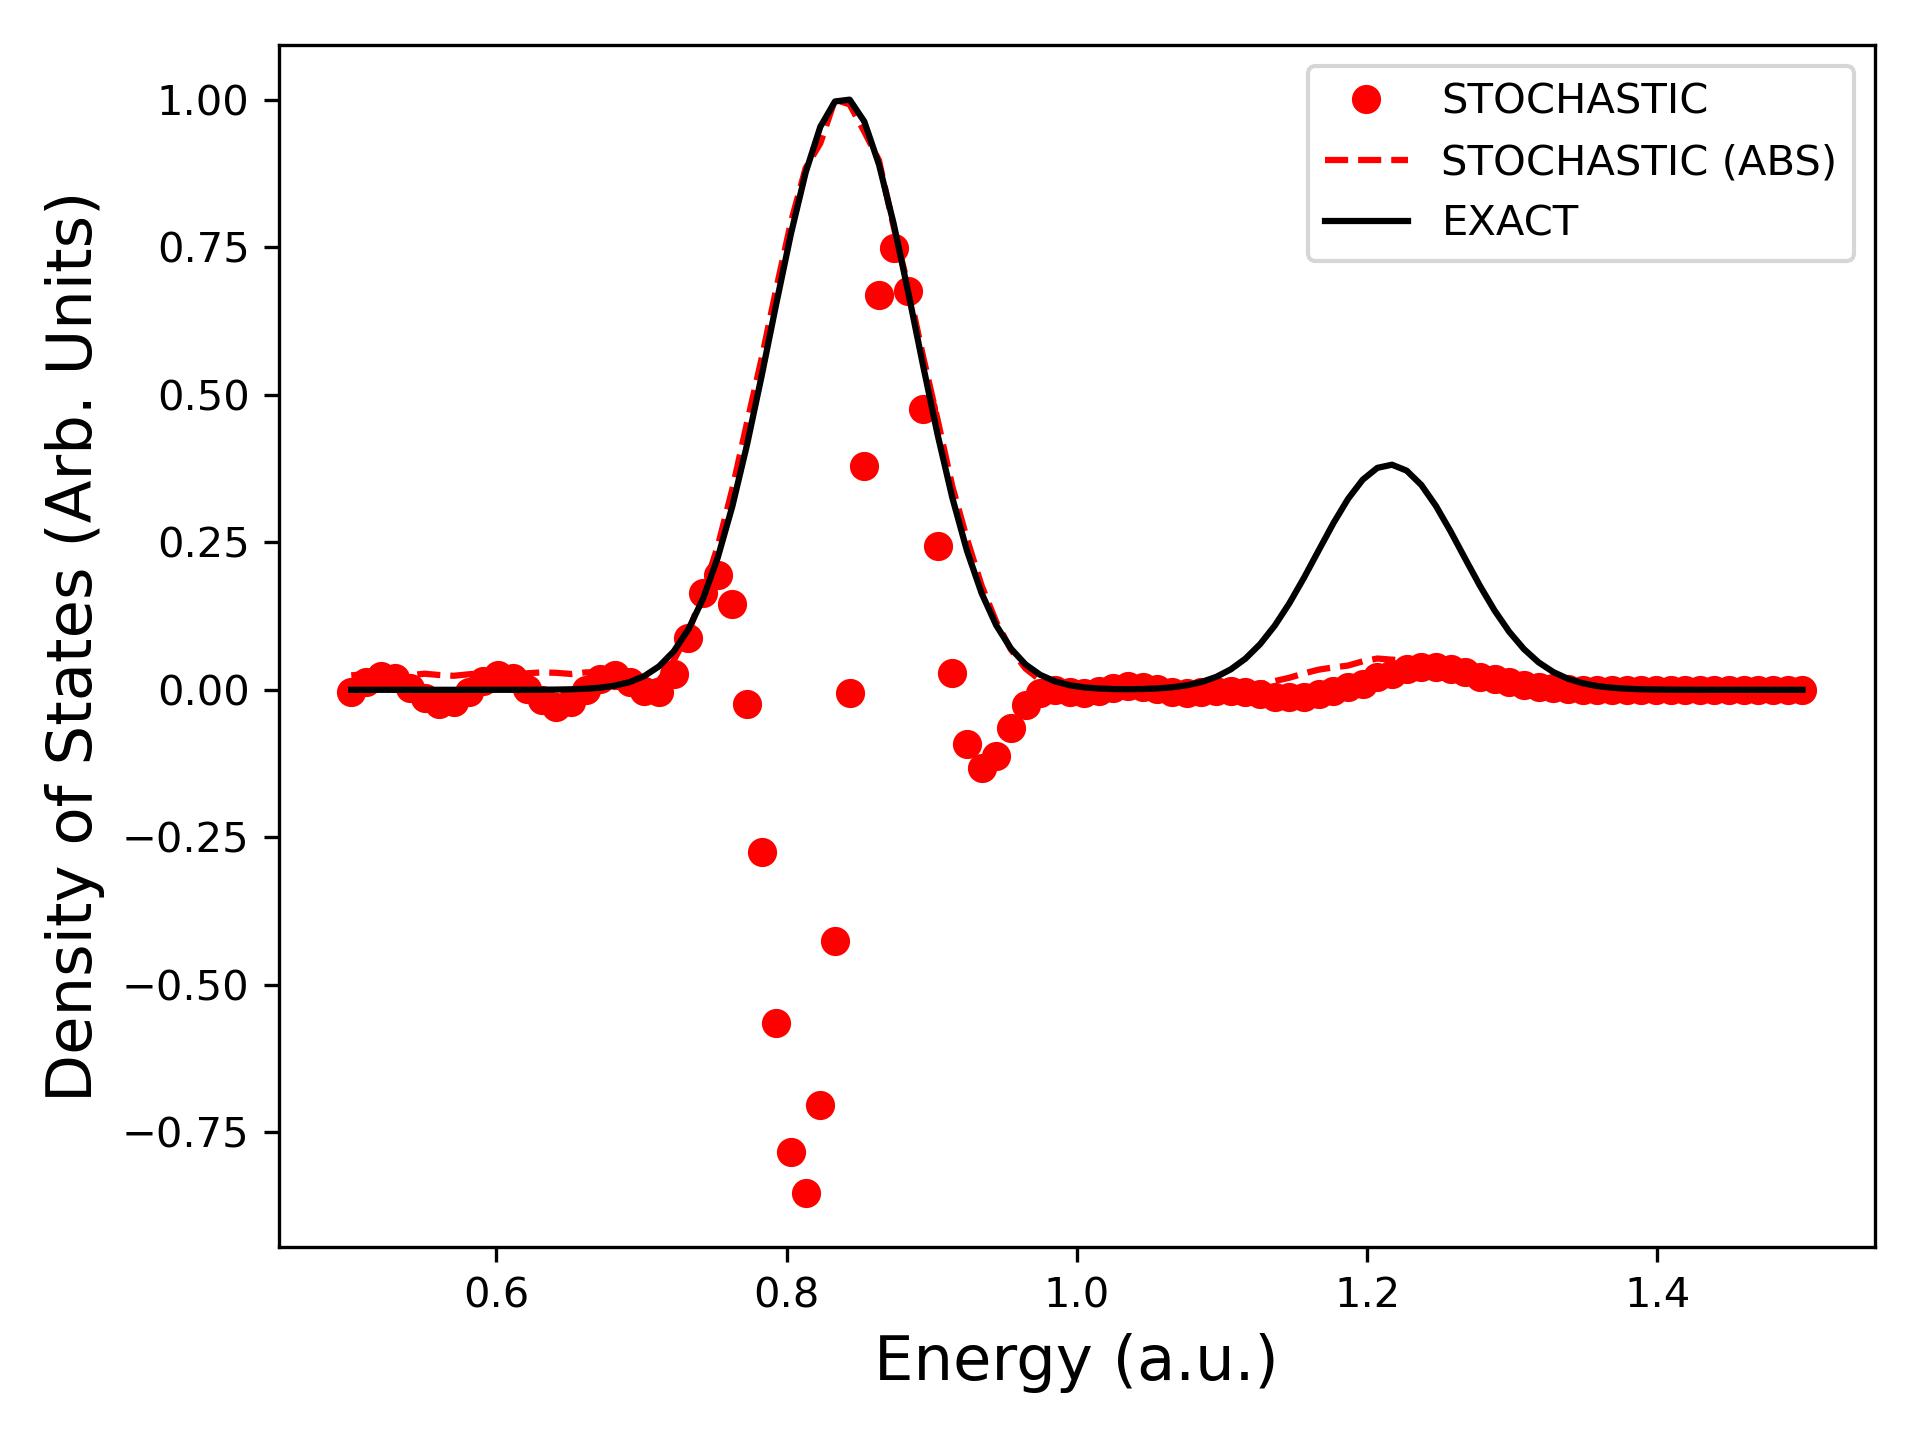 STOCHASTIC
STOCHASTIC (ABS)
EXACT
1.00
0.75
0.50
0.25
0.00
−0.25
−0.50
−0.75
Density of States (Arb. Units)
0.6 0.8 1.0 1.2 1.4
Energy (a.u.)